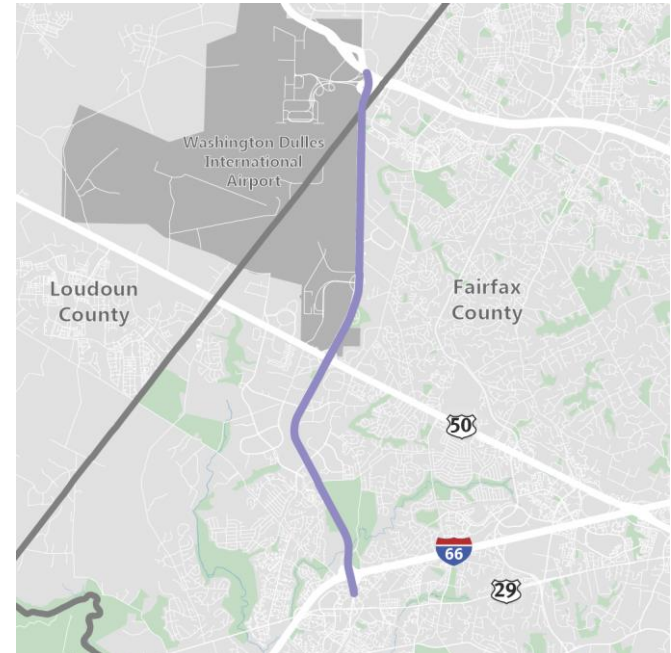 Washington Dulles
International
Airport
Loudoun
County
Fairfax
County
50
66
29